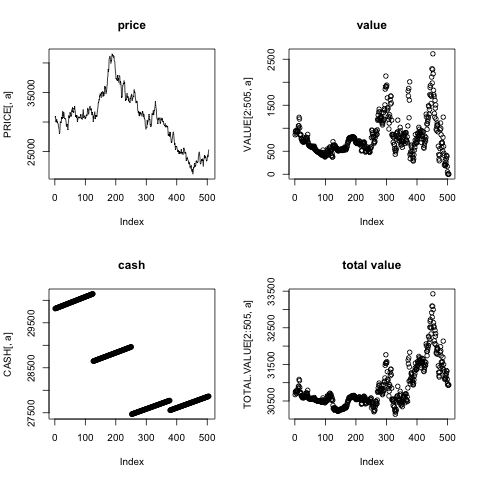 price
PRICE[, a]
25000 35000
0 100 200 300 400 500
Index
value
VALUE[2:505, a]
0 500 1500 2500
0 100 200 300 400 500
Index
cash
CASH[, a]
27500 28500 29500
0 100 200 300 400 500
Index
total value
TOTAL.VALUE[2:505, a]
30500 31500 33500
0 100 200 300 400 500
Index